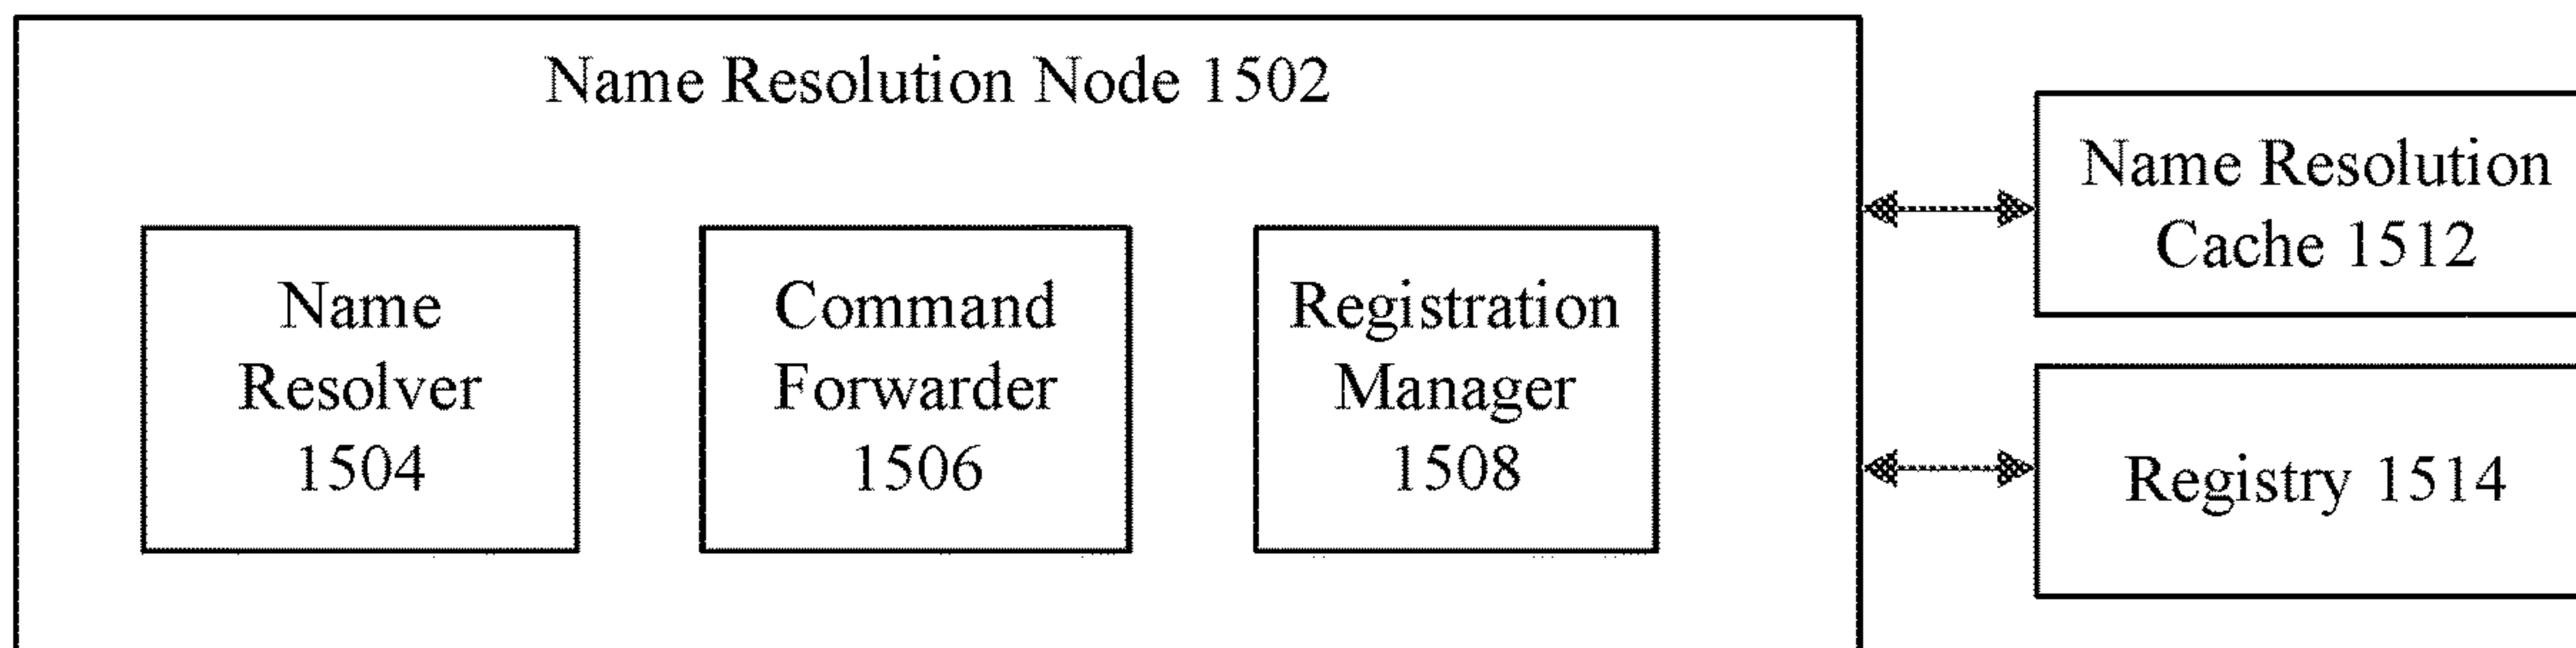 Name Resolution Node 1502
Name
Resolver
1504
Command
Forwarder
1506
Registration
Manager
1508
Name Resolution
Cache 1512
Registry 1514